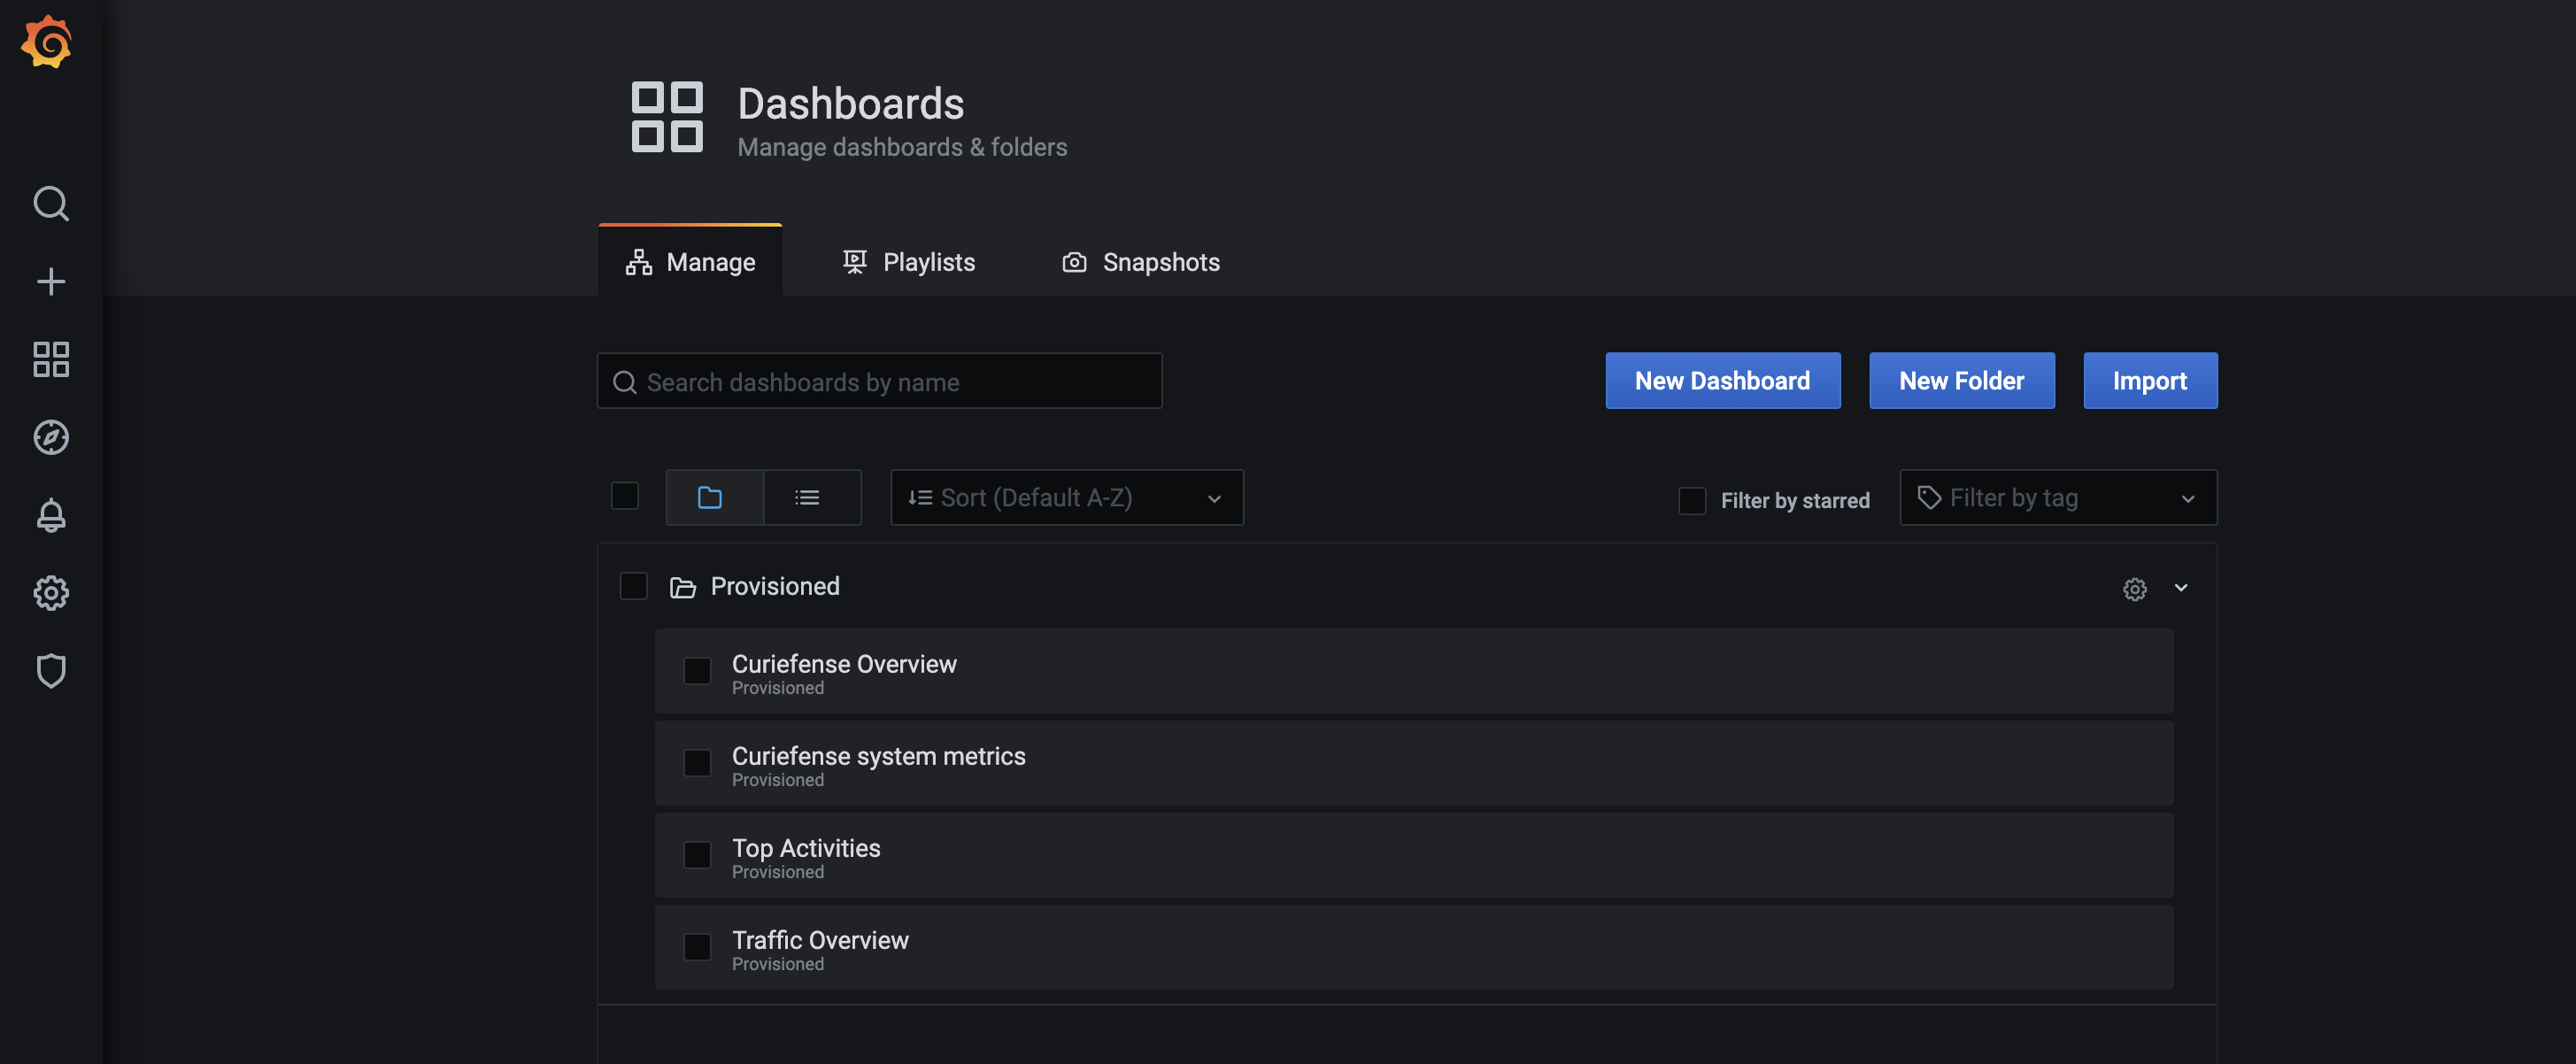 Dashboards
Manage dashboards & folders
Manage
Playlists
Snapshots
Search dashboards by name
New Dashboard
New Folder
Import
Sort (Default A-Z)
Filter by starred
Filter by tag
Provisioned
Curiefense Overview
Provisioned
Curiefense system metrics
Provisioned
Top Activities
Provisioned
Traffic Overview
Provisioned